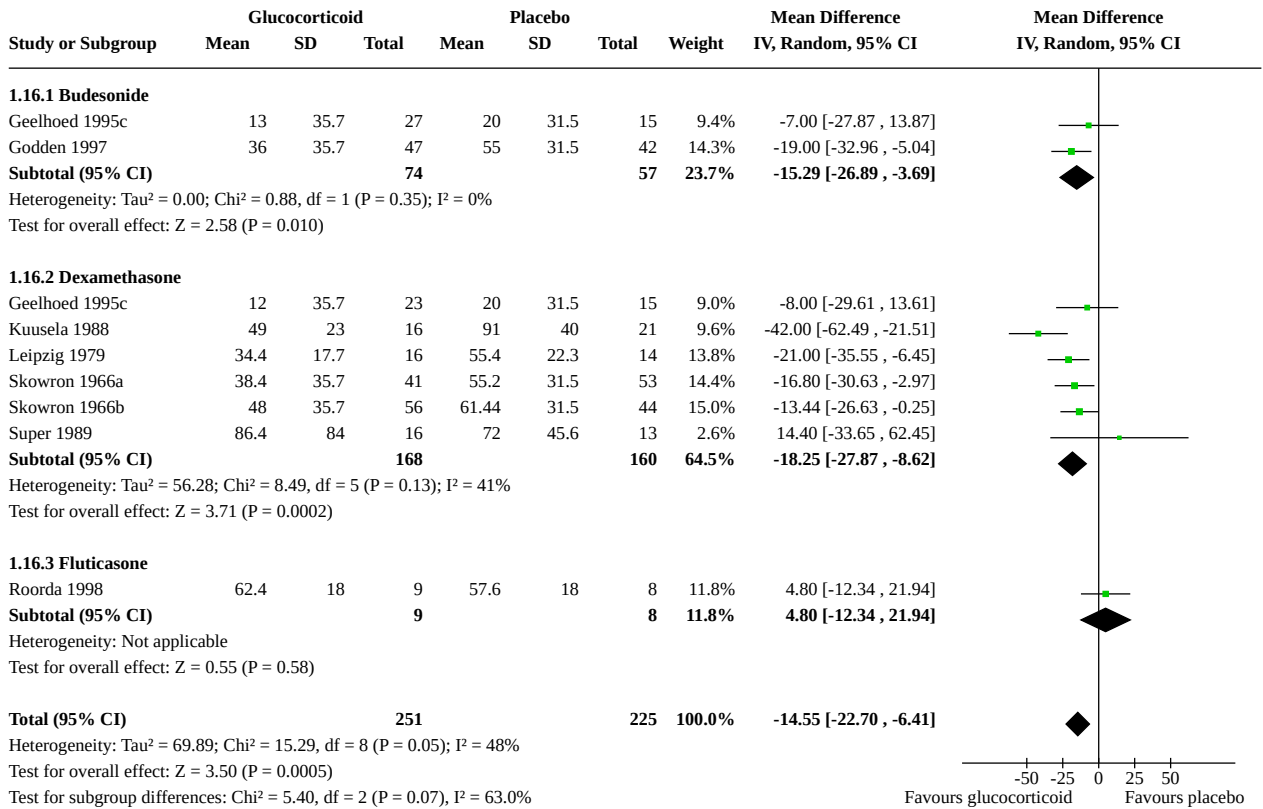 Glucocorticoid Placebo Mean Difference Mean Difference
Study or Subgroup Mean SD Total Mean SD Total Weight IV, Random, 95% CI IV, Random, 95% CI
1.16.1 Budesonide
Geelhoed 1995c 13 35.7 27 20 31.5 15 9.4% -7.00 [-27.87 , 13.87]
Godden 1997 36 35.7 47 55 31.5 42 14.3% -19.00 [-32.96 , -5.04]
Subtotal (95% CI) 74 57 23.7% -15.29 [-26.89 , -3.69]
Heterogeneity: Tau² = 0.00; Chi² = 0.88, df = 1 (P = 0.35); I² = 0%
Test for overall effect: Z = 2.58 (P = 0.010)
1.16.2 Dexamethasone
Geelhoed 1995c 12 35.7 23 20 31.5 15 9.0% -8.00 [-29.61 , 13.61]
Kuusela 1988 49 23 16 91 40 21 9.6% -42.00 [-62.49 , -21.51]
Leipzig 1979 34.4 17.7 16 55.4 22.3 14 13.8% -21.00 [-35.55 , -6.45]
Skowron 1966a 38.4 35.7 41 55.2 31.5 53 14.4% -16.80 [-30.63 , -2.97]
Skowron 1966b 48 35.7 56 61.44 31.5 44 15.0% -13.44 [-26.63 , -0.25]
Super 1989 86.4 84 16 72 45.6 13 2.6% 14.40 [-33.65 , 62.45]
Subtotal (95% CI) 168 160 64.5% -18.25 [-27.87 , -8.62]
Heterogeneity: Tau² = 56.28; Chi² = 8.49, df = 5 (P = 0.13); I² = 41%
Test for overall effect: Z = 3.71 (P = 0.0002)
1.16.3 Fluticasone
Roorda 1998 62.4 18 9 57.6 18 8 11.8% 4.80 [-12.34 , 21.94]
Subtotal (95% CI) 9 8 11.8% 4.80 [-12.34 , 21.94]
Heterogeneity: Not applicable
Test for overall effect: Z = 0.55 (P = 0.58)
Total (95% CI) 251 225 100.0% -14.55 [-22.70 , -6.41]
Heterogeneity: Tau² = 69.89; Chi² = 15.29, df = 8 (P = 0.05); I² = 48%
Test for overall effect: Z = 3.50 (P = 0.0005) -50 -25 0 25 50
Test for subgroup differences: Chi² = 5.40, df = 2 (P = 0.07), I² = 63.0% Favours glucocorticoid Favours placebo